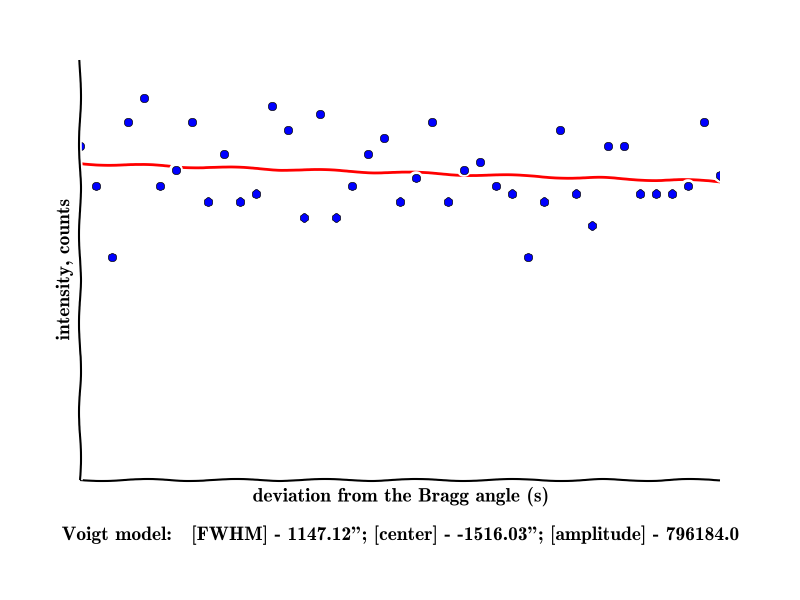 intensity, counts
deviation from the Bragg angle (s)
Voigt model: [FWHM] - 1147.12”; [center] - -1516.03”; [amplitude] - 796184.0